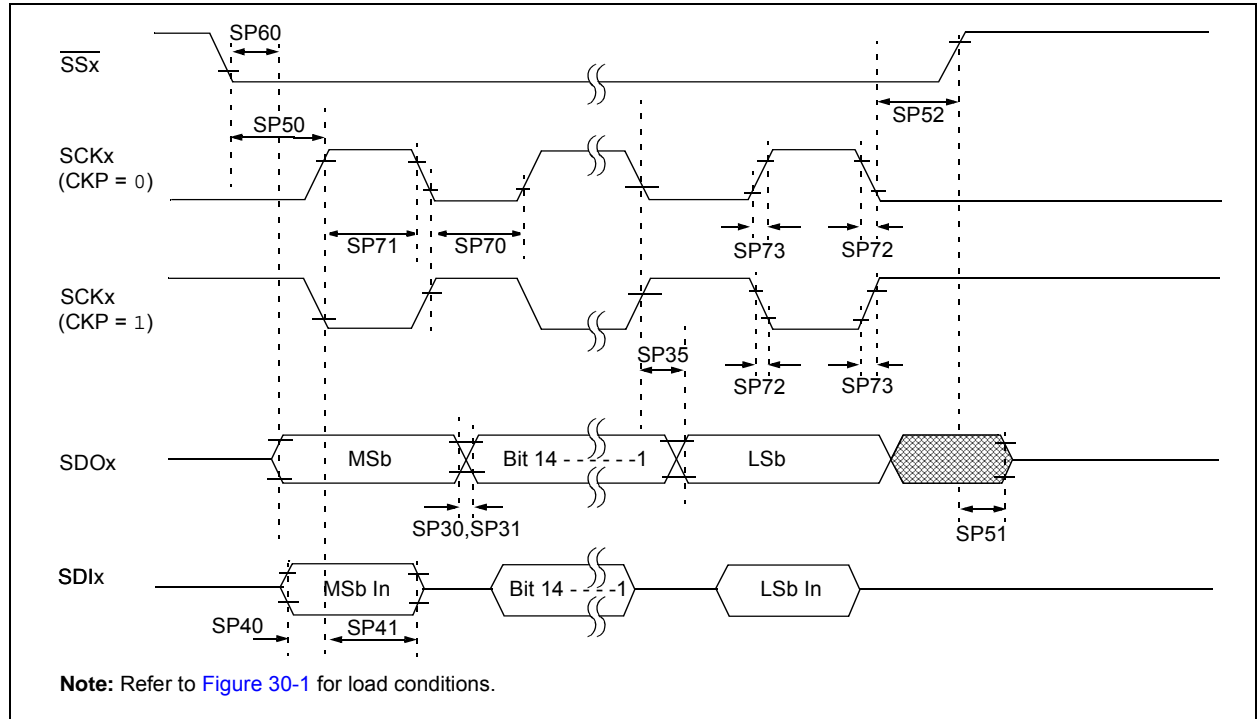 SP60
SSx
SP52
SP50
SCKx
(CKP = 0)
SP71
SP70
SP73
SP72
SCKx
(CKP = 1)
SP35
SP72
SP73
SDOx
MSb
Bit 14 - - - - - -1
LSb
SP30,SP31
SP51
SDIx
MSb In
Bit 14 - - - -1
LSb In
SP40
SP41
Note: Refer to Figure 30-1 for load conditions.